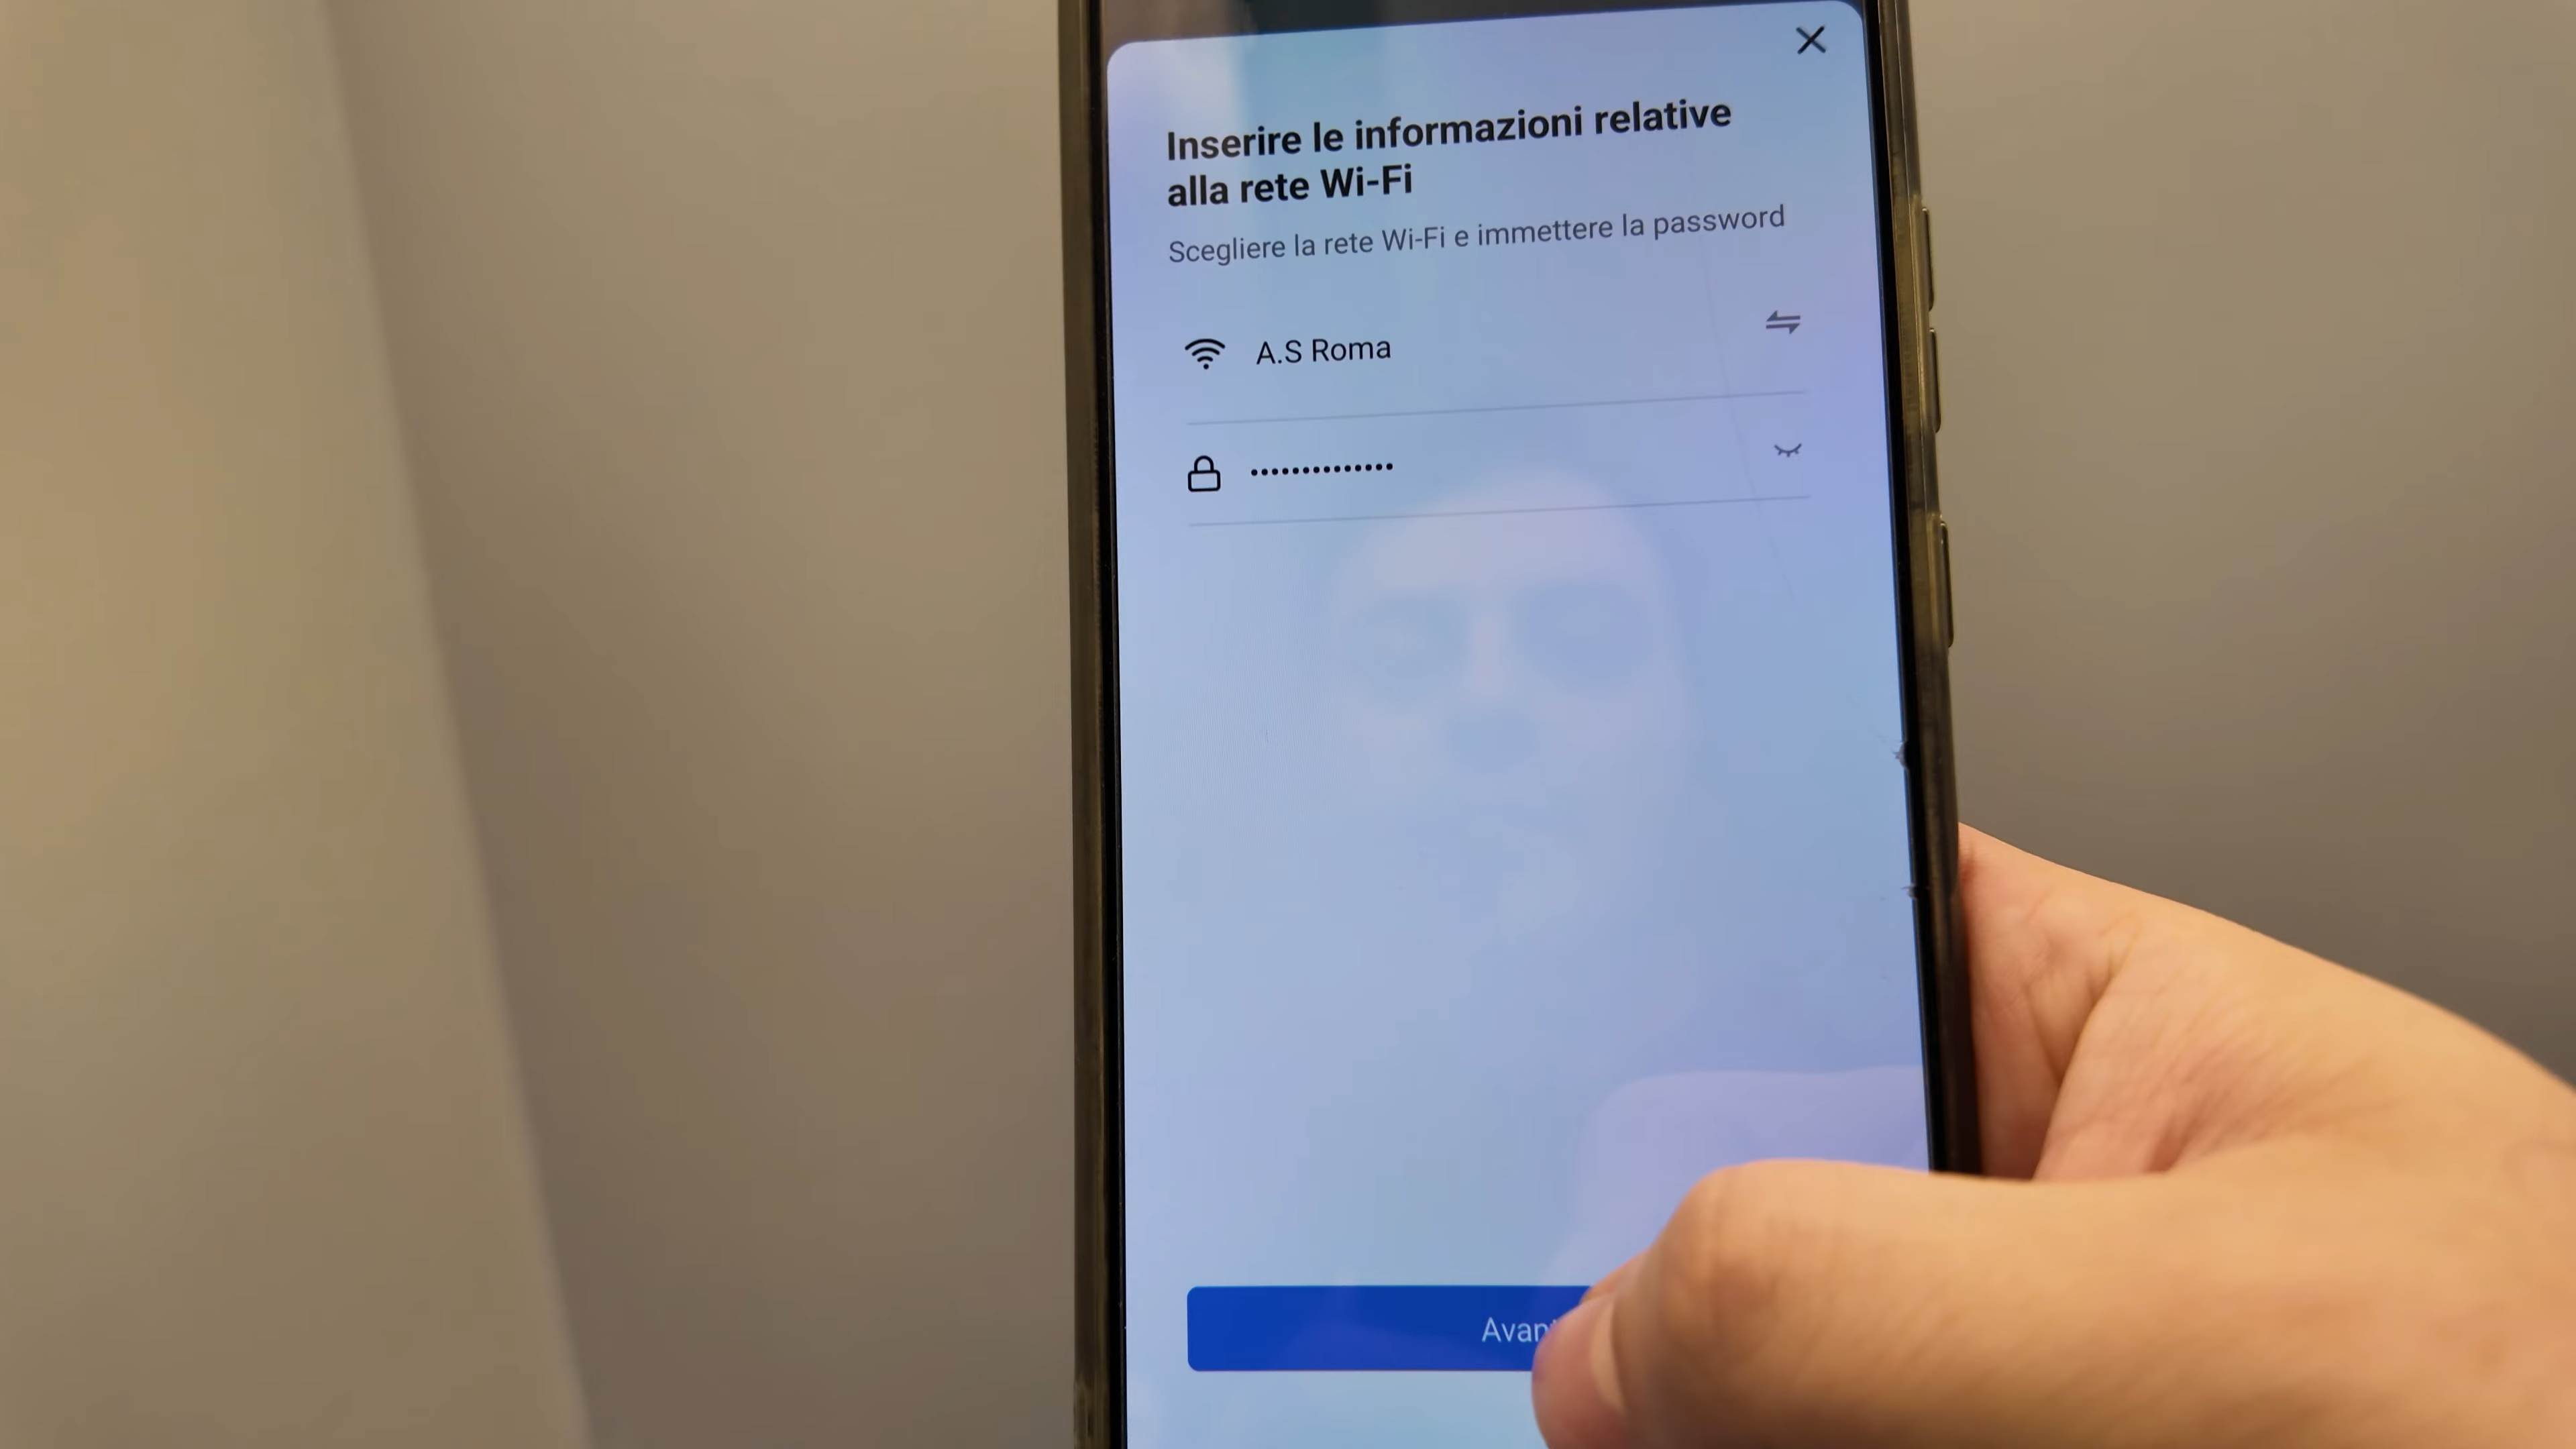 Inserire le informazioni relative
alla rete Wi-Fi
Scegliere la rete Wi-Fi e immettere la password
A.S Roma
••••••••••••••